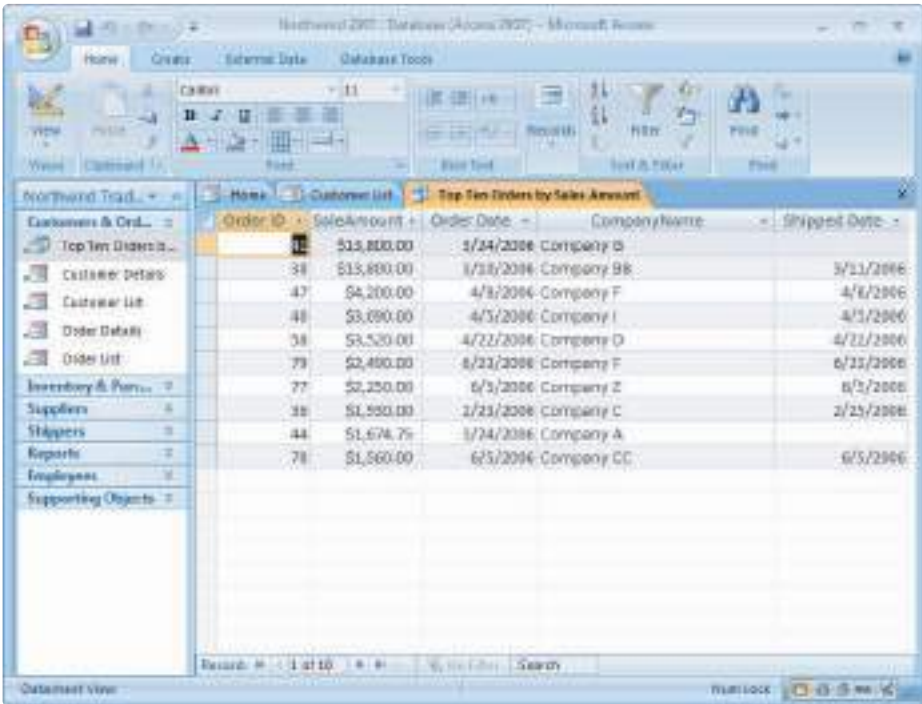 Northwind 2007 : Database (Access 2007) - Microsoft Access
Home Create External Data Database Tools
Calibri 11
View Paste B I U Records Filter Find
Views Clipboard Font Rich Text Sort & Filter Find
Northwind Trad...
Home Customer List Top Ten Orders by Sales Amount
Customers & Ord...
Top Ten Orders b...
Customer Details
Customer List
Order Details
Order List
Inventory & Purc...
Suppliers
Shippers
Reports
Employees
Supporting Objects
Order ID SaleAmount Order Date CompanyName Shipped Date
$13,800.00 3/24/2006 Company B
38 $13,800.00 3/10/2006 Company BB 3/11/2006
47 $4,200.00 4/8/2006 Company F 4/8/2006
$3,690.00 4/5/2006 Company I 4/5/2006
58 $3,520.00 4/22/2006 Company D 4/22/2006
79 $2,490.00 6/23/2006 Company F 6/23/2006
77 $2,250.00 6/5/2006 Company Z 6/5/2006
36 $1,930.00 2/23/2006 Company C 2/25/2006
44 $1,674.75 3/24/2006 Company A
78 $1,560.00 6/5/2006 Company CC 6/5/2006
Record: 1 of 10 No Filter Search
Datasheet View Num Lock